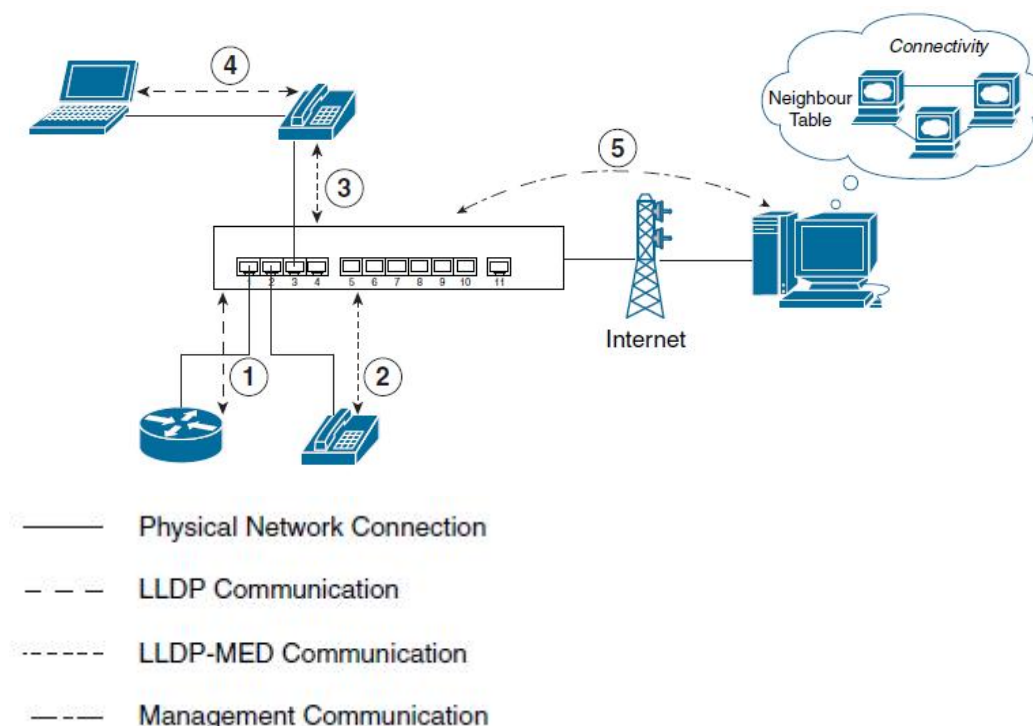 Connectivity
Neighbour
Table
4
5
3
1 2 3 4 5 6 7 8 9 10 11
Internet
1
2
Physical Network Connection
LLDP Communication
LLDP-MED Communication
Management Communication